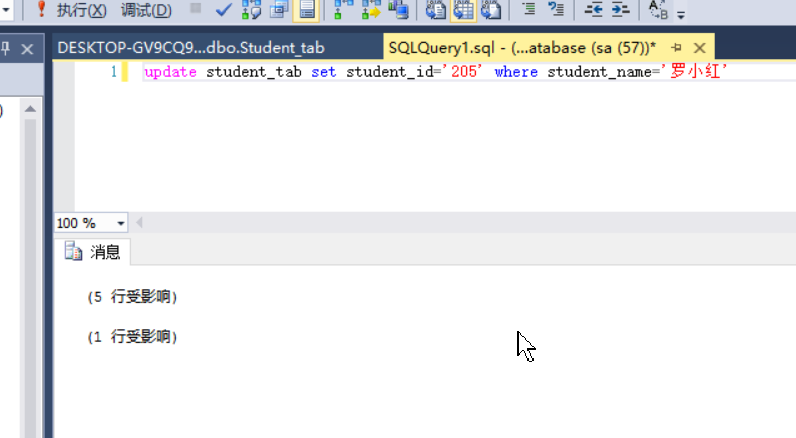 执行(X) 调试(D)
DESKTOP-GV9CQ9...dbo.Student_tab
SQLQuery1.sql - (...atabase (sa (57))*
1 update student_tab set student_id='205' where student_name='罗小红'
100 %
消息
(5 行受影响)
(1 行受影响)